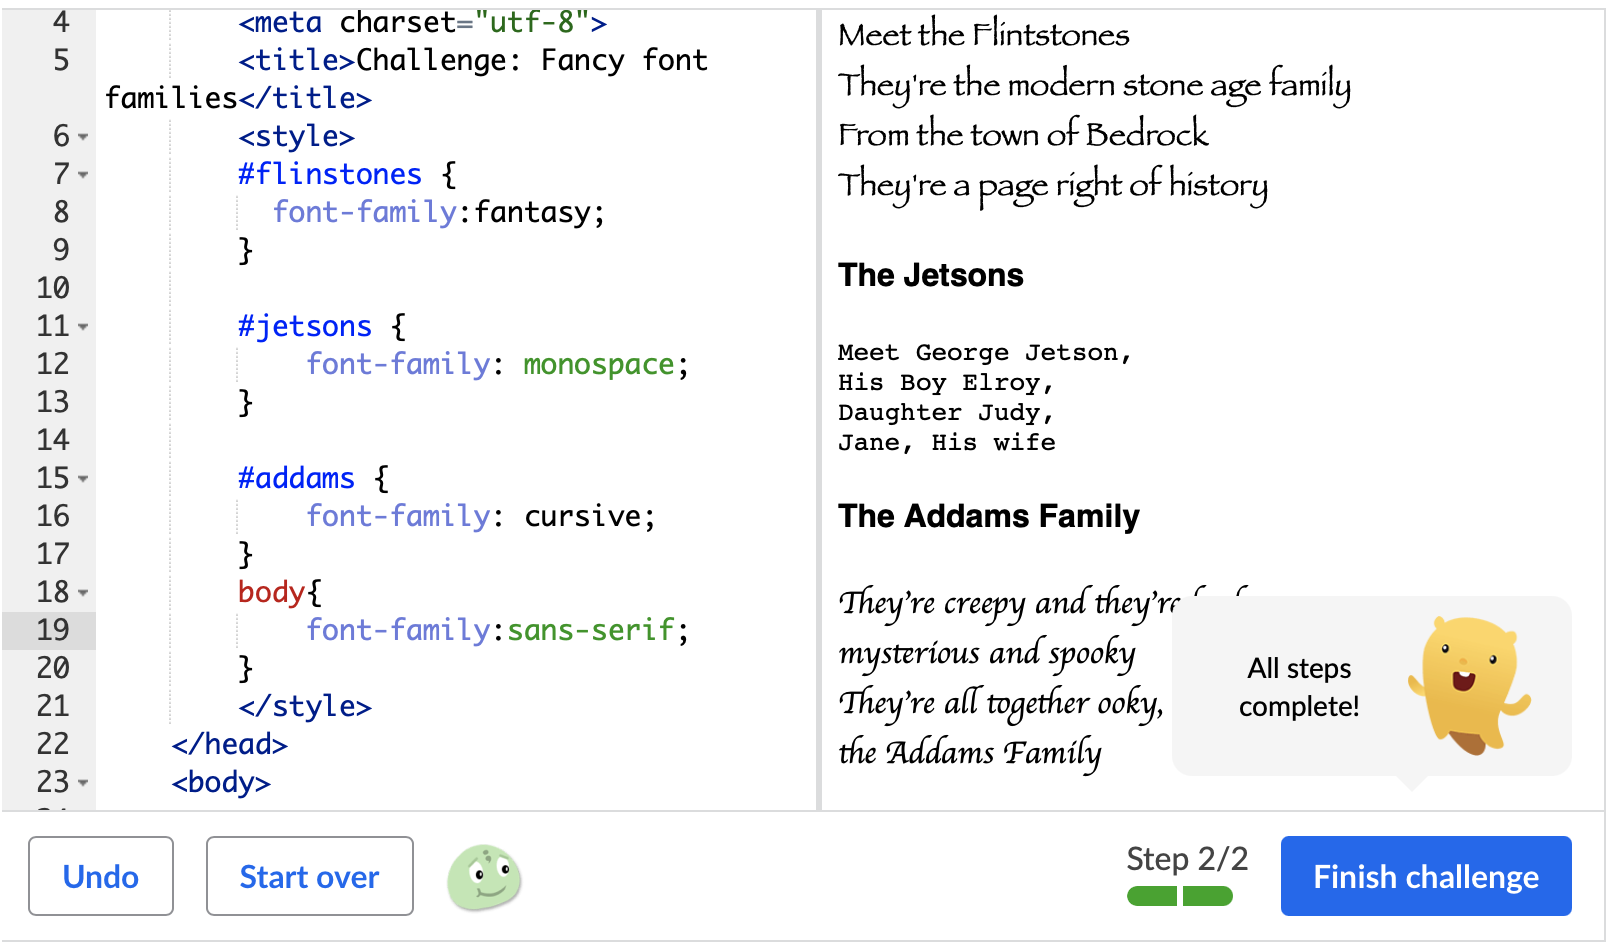 4 <meta charset="utf-8">
5 <title>Challenge: Fancy font
families</title>
6 <style>
7 #flinstones {
8 font-family:fantasy;
9 }
10
11 #jetsons {
12 font-family: monospace;
13 }
14
15 #addams {
16 font-family: cursive;
17 }
18 body{
19 font-family:sans-serif;
20 }
21 </style>
22 </head>
23 <body>
Meet the Flintstones
They're the modern stone age family
From the town of Bedrock
They're a page right of history
The Jetsons
Meet George Jetson,
His Boy Elroy,
Daughter Judy,
Jane, His wife
The Addams Family
They're creepy and they're
mysterious and spooky
They're all together ooky,
the Addams Family
All steps
complete!
Undo
Start over
Step 2/2
Finish challenge